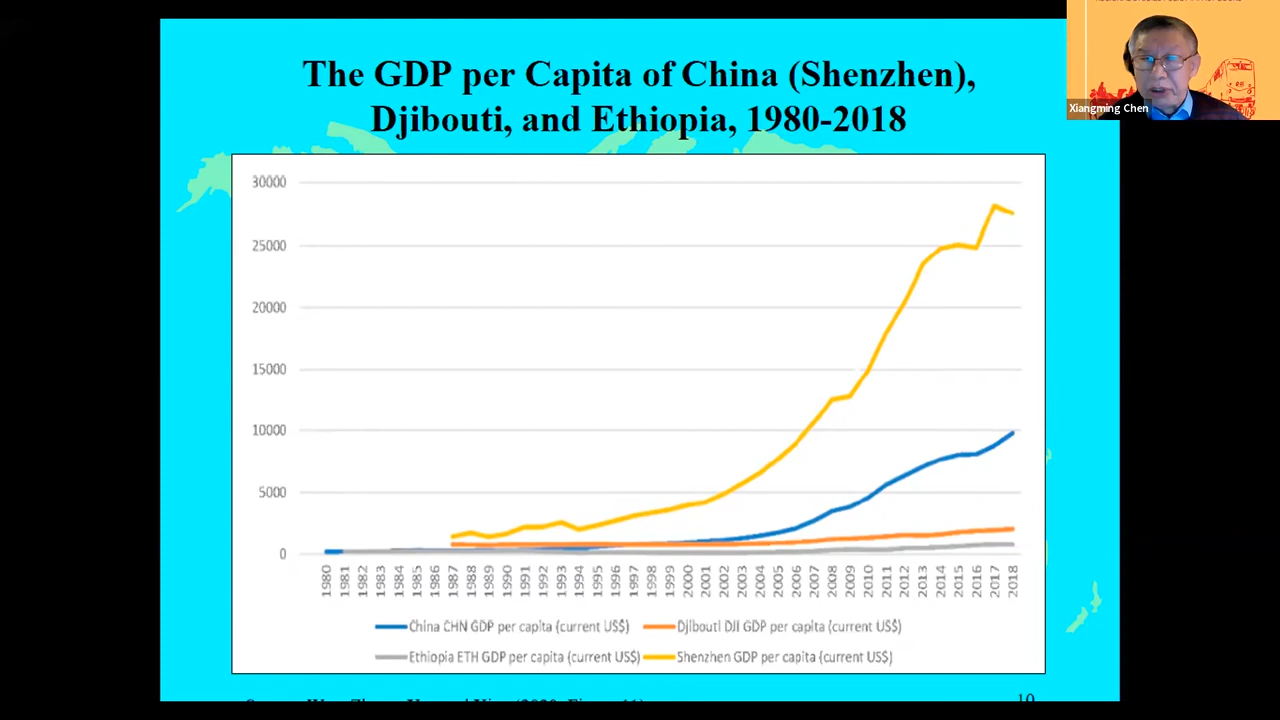 The GDP per Capita of China (Shenzhen),
Djibouti, and Ethiopia, 1980-2018
Xiangming Chen
30000
25000
20000
15000
10000
5000
0
1980 1981 1982 1983 1984 1985 1986 1987 1988 1989 1990 1991 1992 1993 1994 1995 1996 1997 1998 1999 2000 2001 2002 2003 2004 2005 2006 2007 2008 2009 2010 2011 2012 2013 2014 2015 2016 2017 2018
China CHN GDP per capita (current US$) Djibouti DJI GDP per capita (current US$)
Ethiopia ETH GDP per capita (current US$) Shenzhen GDP per capita (current US$)
10